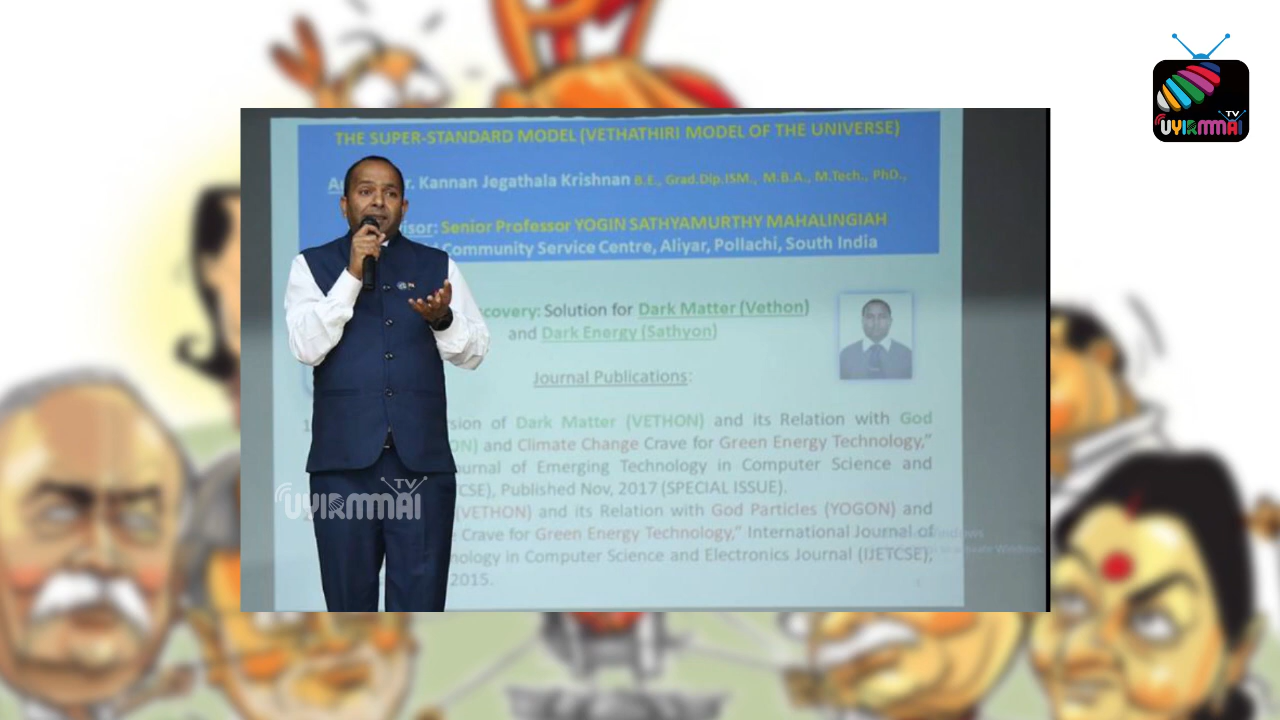 THE SUPER-STANDARD MODEL (VETHATHIRI MODEL OF THE UNIVERSE)
r. Kannan Jegathala Krishnan B.E., Grad.Dip.ISM., M.B.A., M.Tech., PhD.,
isor: Senior Professor YOGIN SATHYAMURTHY MAHALINGIAH
Community Service Centre, Aliyar, Pollachi, South India
covery: Solution for Dark Matter (Vethon)
and Dark Energy (Sathyon)
Journal Publications:
sion of Dark Matter (VETHON) and its Relation with God
ON) and Climate Change Crave for Green Energy Technology,"
urnal of Emerging Technology in Computer Science and
TCSE), Published Nov, 2017 (SPECIAL ISSUE).
(VETHON) and its Relation with God Particles (YOGON) and
e Crave for Green Energy Technology," International Journal of
nology in Computer Science and Electronics Journal (IJETCSE),
2015.
UYIRMMAI TV
UYIRMMAI TV